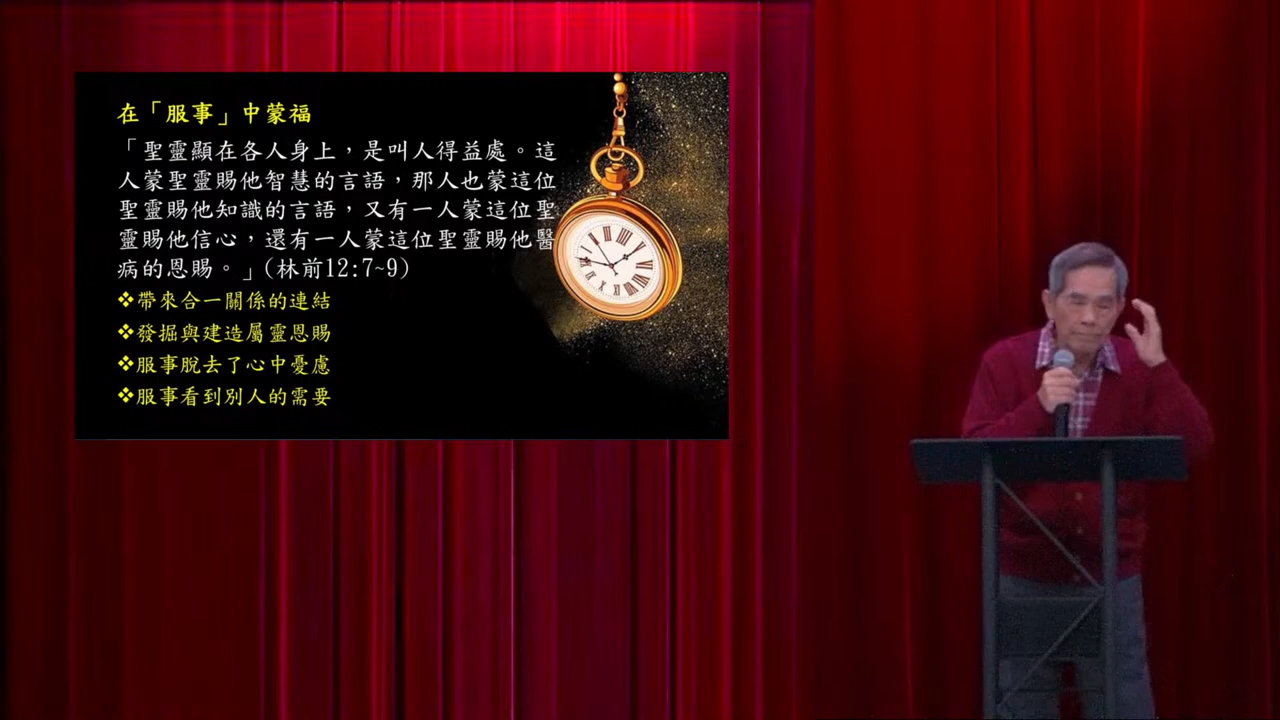 在「服事」中蒙福
「聖靈顯在各人身上，是叫人得益處。這
人蒙聖靈賜他智慧的言語，那人也蒙這位
聖靈賜他知識的言語，又有一人蒙這位聖
靈賜他信心，還有一人蒙這位聖靈賜他醫
病的恩賜。」(林前12:7~9)
❖帶來合一關係的連結
❖發掘與建造屬靈恩賜
❖服事脫去了心中憂慮
❖服事看到別人的需要